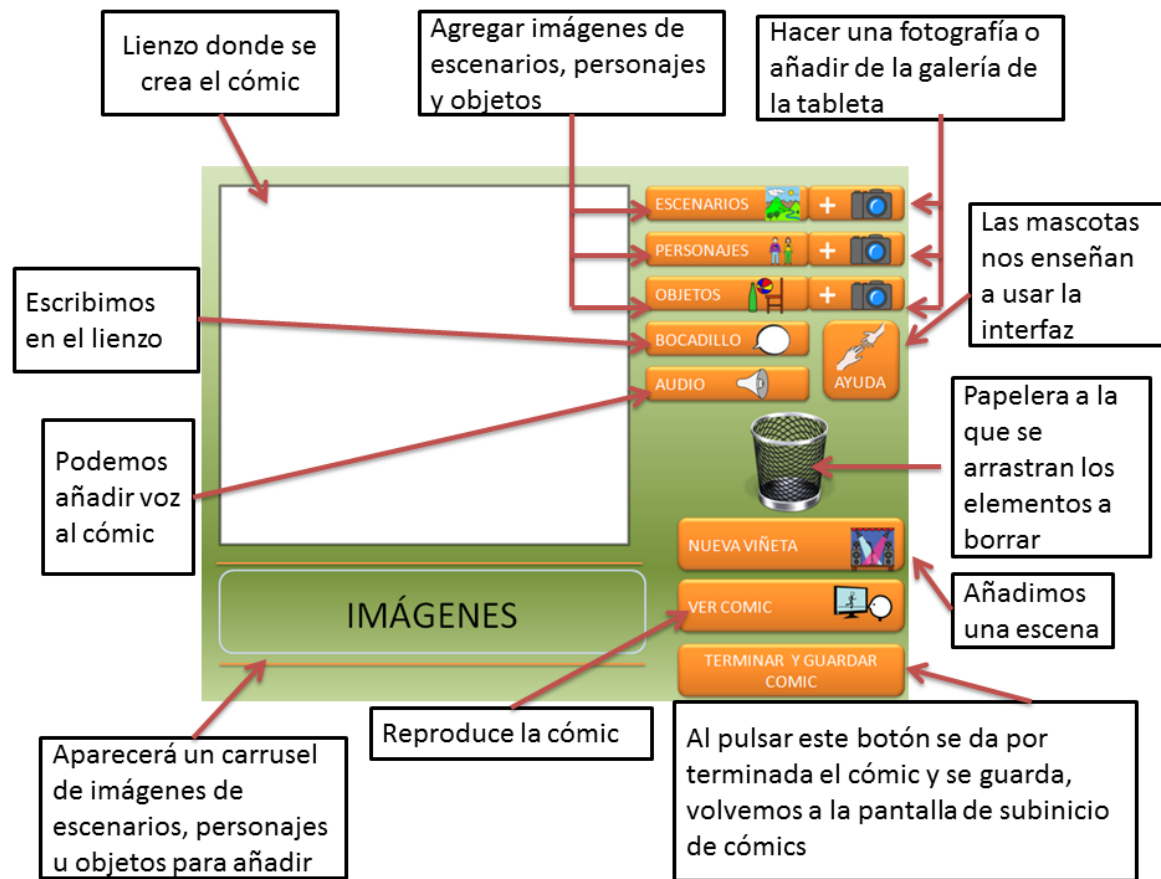 Lienzo donde se
crea el cómic
Agregar imágenes de
escenarios, personajes
y objetos
Hacer una fotografía o
añadir de la galería de
la tableta
ESCENARIOS
+
PERSONAJES
+
OBJETOS
+
BOCADILLO
AUDIO
AYUDA
Las mascotas
nos enseñan
a usar la
interfaz
Escribimos
en el lienzo
Podemos
añadir voz
al cómic
Papelera a la
que se
arrastran los
elementos a
borrar
NUEVA VIÑETA
VER COMIC
TERMINAR Y GUARDAR
COMIC
IMÁGENES
Añadimos
una escena
Aparecerá un carrusel
de imágenes de
escenarios, personajes
u objetos para añadir
Reproduce la cómic
Al pulsar este botón se da por
terminada el cómic y se guarda,
volvemos a la pantalla de subinicio
de cómics